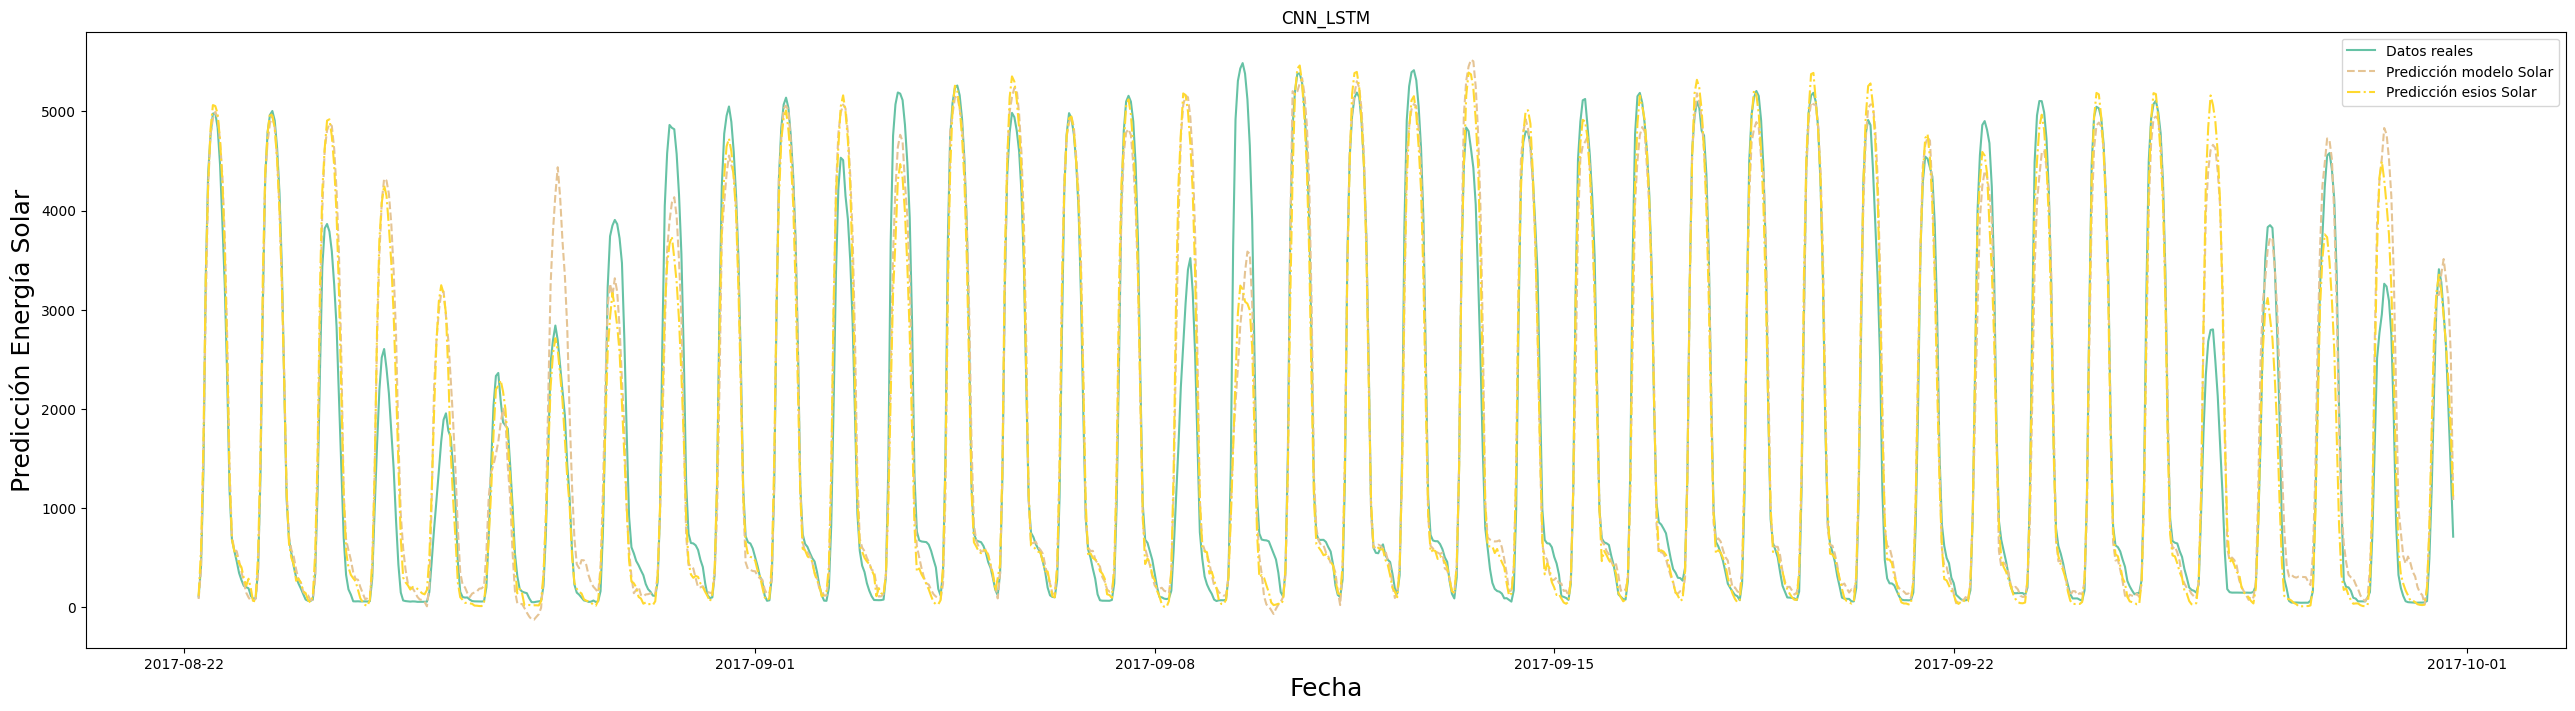 CNN_LSTM
Datos reales
Predicción modelo Solar
Predicción esios Solar
Predicción Energía Solar
5000
4000
3000
2000
1000
0
2017-08-22
2017-09-01
2017-09-08
2017-09-15
2017-09-22
2017-10-01
Fecha